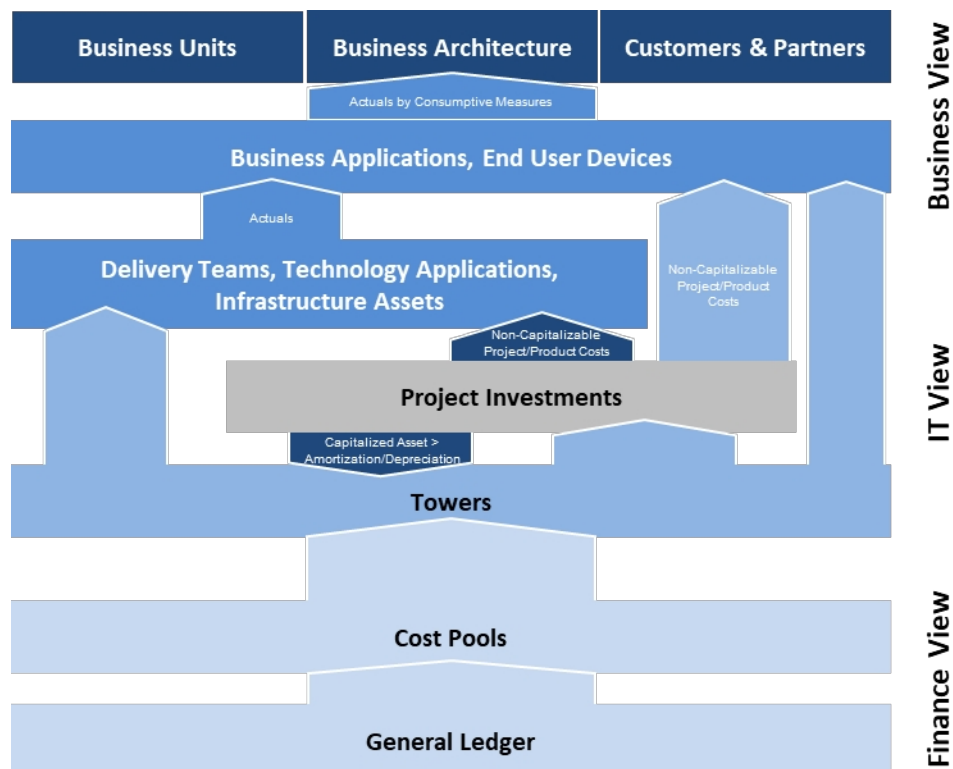 Business Units
Business Architecture
Customers & Partners
Actuals by Consumptive Measures
Business Applications, End User Devices
Actuals
Delivery Teams, Technology Applications,
Infrastructure Assets
Non-Capitalizable
Project/Product
Costs
Non-Capitalizable
Project/Product Costs
Project Investments
Capitalized Asset >
Amortization/Depreciation
Towers
Cost Pools
General Ledger
Business View
IT View
Finance View